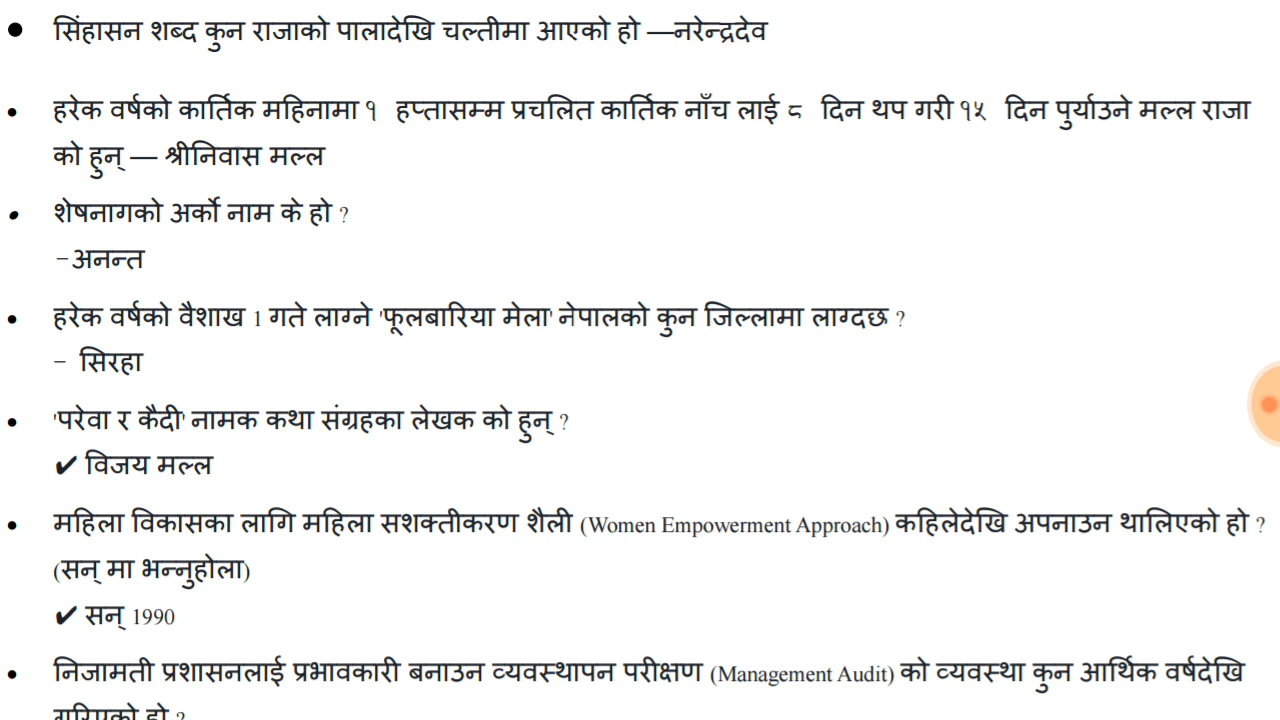 ● सिंहासन शब्द कुन राजाको पालादेखि चल्तीमा आएको हो —नरेन्द्रदेव
• हरेक वर्षको कार्तिक महिनामा १ हप्तासम्म प्रचलित कार्तिक नाँच लाई ८ दिन थप गरी १५ दिन पुर्याउने मल्ल राजा
को हुन् — श्रीनिवास मल्ल
• शेषनागको अर्को नाम के हो ?
-अनन्त
• हरेक वर्षको वैशाख 1 गते लाग्ने 'फूलबारिया मेला' नेपालको कुन जिल्लामा लाग्दछ ?
- सिरहा
• 'परेवा र कैदी' नामक कथा संग्रहका लेखक को हुन् ?
✔ विजय मल्ल
• महिला विकासका लागि महिला सशक्तीकरण शैली (Women Empowerment Approach) कहिलेदेखि अपनाउन थालिएको हो ?
(सन् मा भन्नुहोला)
✔ सन् 1990
• निजामती प्रशासनलाई प्रभावकारी बनाउन व्यवस्थापन परीक्षण (Management Audit) को व्यवस्था कुन आर्थिक वर्षदेखि
गरिएको हो ?